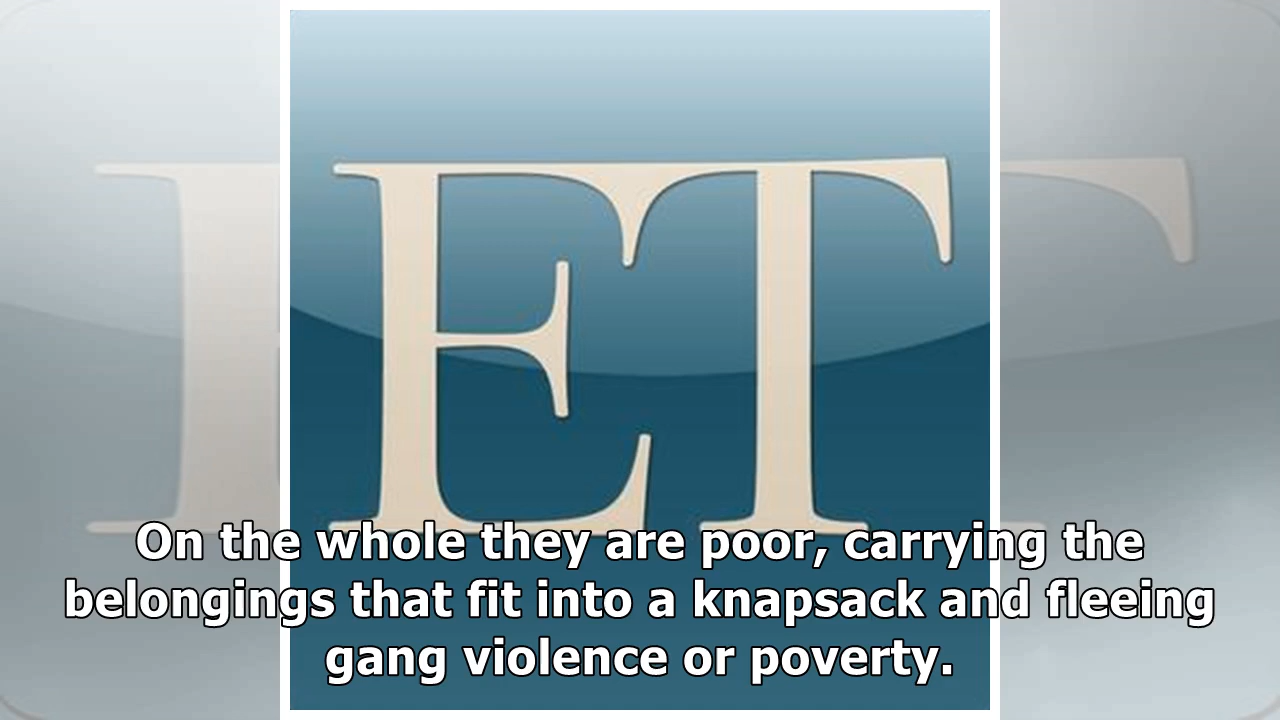 ET
On the whole they are poor, carrying the
belongings that fit into a knapsack and fleeing
gang violence or poverty.